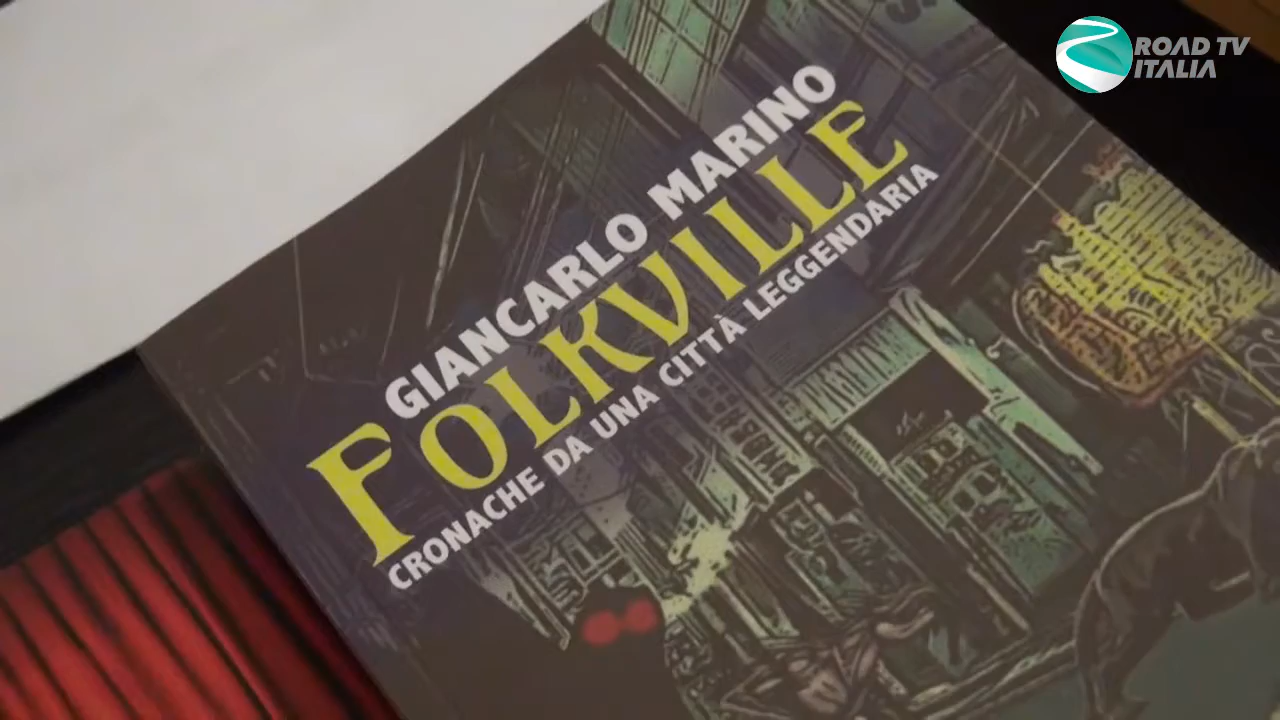 ROAD TV
ITALIA
GIANCARLO MARINO
FOLKVILLE
CRONACHE DA UNA CITTÀ LEGGENDARIA